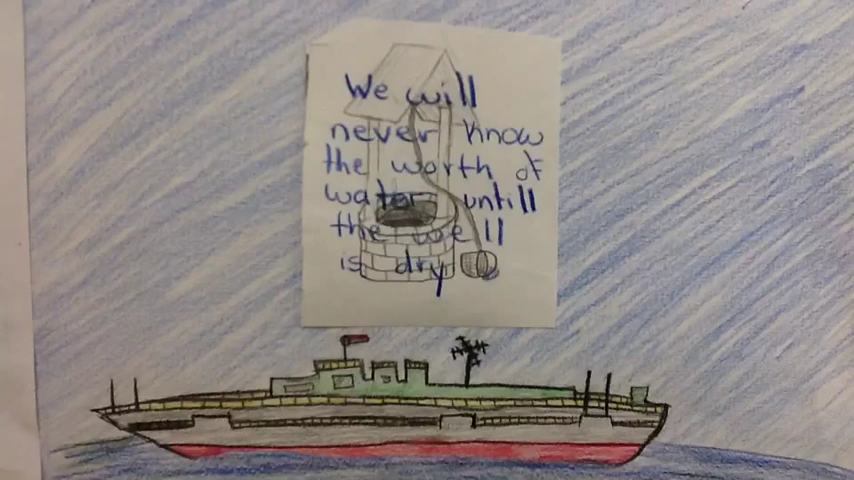 We will
never know
the worth of
water untill
the well
is dry